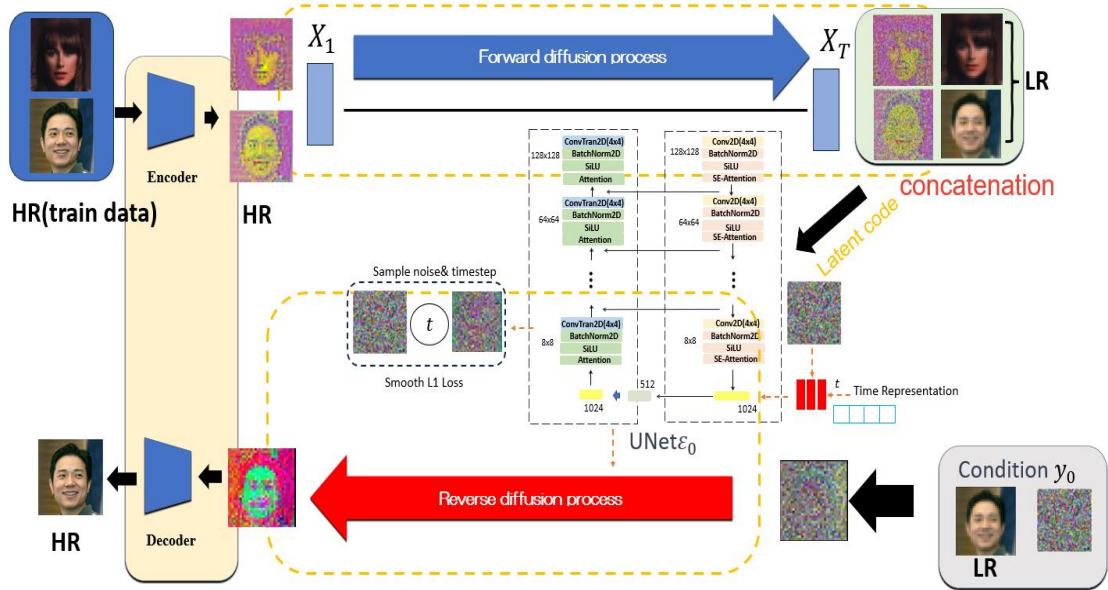 X1
Forward diffusion process
XT
LR
HR(train data)
Encoder
HR
concatenation
Latent code
ConvTran2D(4x4)
128x128
BatchNorm2D
SiLU
Attention
Conv2D(4x4)
128x128
BatchNorm2D
SiLU
SE-Attention
ConvTran2D(4x4)
64x64
BatchNorm2D
SiLU
Attention
Conv2D(4x4)
64x64
BatchNorm2D
SiLU
SE-Attention
Sample noise& timestep
t
Smooth L1 Loss
ConvTran2D(4x4)
BatchNorm2D
8x8
SiLU
Attention
Conv2D(4x4)
BatchNorm2D
8x8
SiLU
SE-Attention
1024
512
1024
t
Time Representation
UNetε0
Reverse diffusion process
Decoder
HR
Condition y0
LR